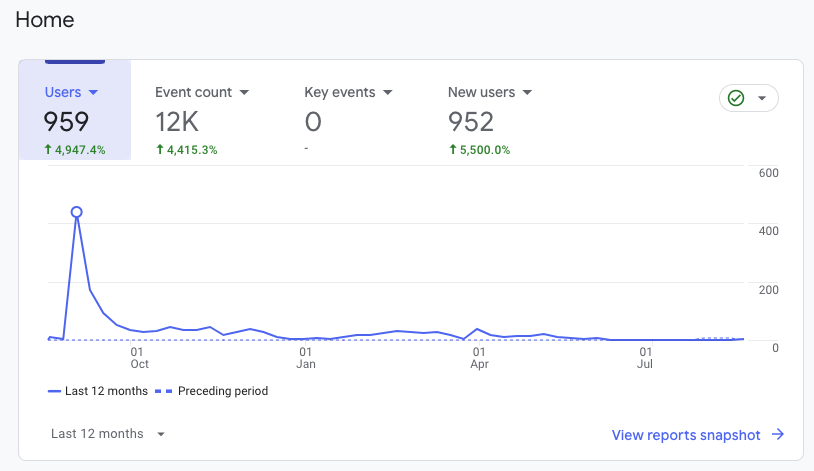 Home
Users Event count Key events New users
959 12K 0 952
4,947.4% 4,415.3% - 5,500.0%
600
400
200
0
01 01 01 01
Oct Jan Apr Jul
Last 12 months Preceding period
Last 12 months View reports snapshot